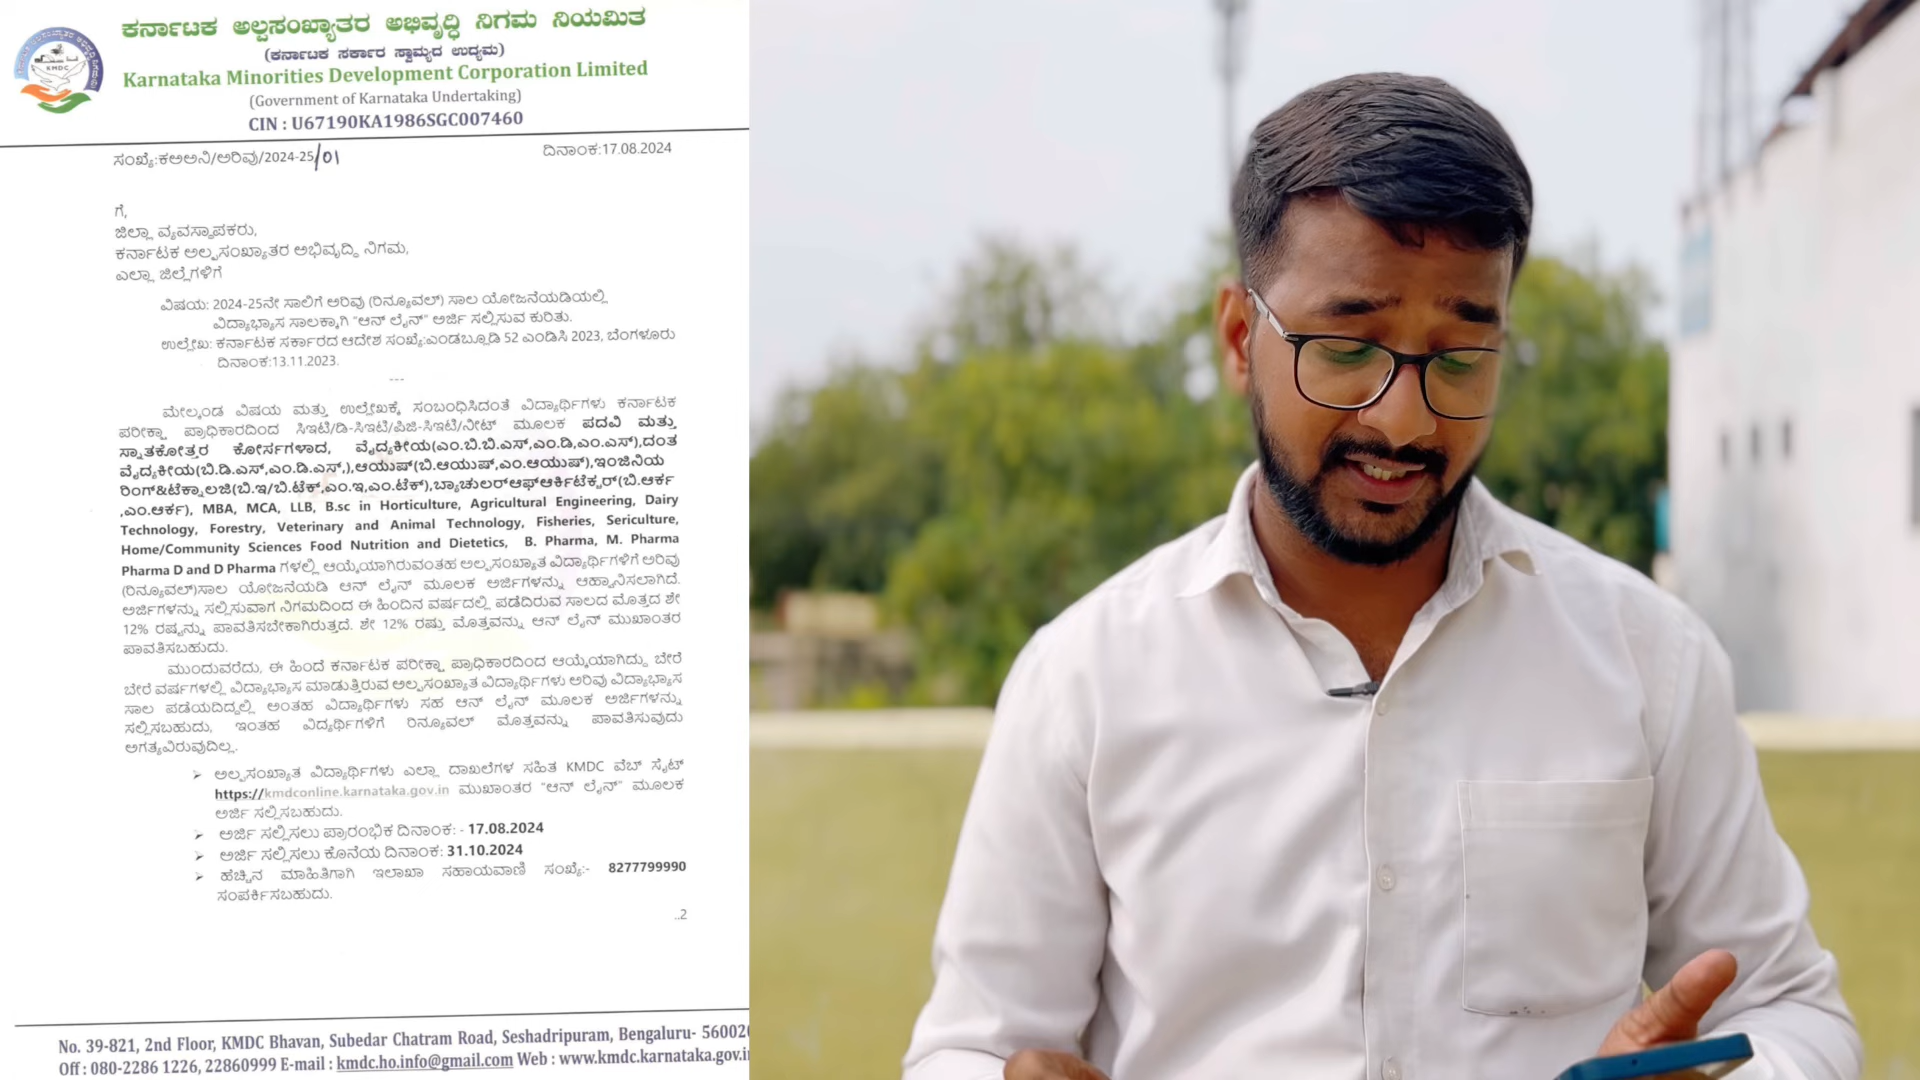 ಕರ್ನಾಟಕ ಅಲ್ಪಸಂಖ್ಯಾತರ ಅಭಿವೃದ್ಧಿ ನಿಗಮ ನಿಯಮಿತ
(ಕರ್ನಾಟಕ ಸರ್ಕಾರ ಸ್ವಾಮ್ಯದ ಉದ್ಯಮ)
Karnataka Minorities Development Corporation Limited
(Government of Karnataka Undertaking)
CIN : U67190KA1986SGC007460
KMDC
ಸಂಖ್ಯೆ:ಕಅಅನಿ/ಅರಿವು/2024-25/01 ದಿನಾಂಕ:17.08.2024
ಗೆ,
ಜಿಲ್ಲಾ ವ್ಯವಸ್ಥಾಪಕರು,
ಕರ್ನಾಟಕ ಅಲ್ಪಸಂಖ್ಯಾತರ ಅಭಿವೃದ್ಧಿ ನಿಗಮ,
ಎಲ್ಲಾ ಜಿಲ್ಲೆಗಳಿಗೆ
ವಿಷಯ: 2024-25ನೇ ಸಾಲಿಗೆ ಅರಿವು (ರಿನ್ಯೂವಲ್) ಸಾಲ ಯೋಜನೆಯಡಿಯಲ್ಲಿ
ವಿದ್ಯಾಭ್ಯಾಸ ಸಾಲಕ್ಕಾಗಿ "ಆನ್ ಲೈನ್" ಅರ್ಜಿ ಸಲ್ಲಿಸುವ ಕುರಿತು.
ಉಲ್ಲೇಖ: ಕರ್ನಾಟಕ ಸರ್ಕಾರದ ಆದೇಶ ಸಂಖ್ಯೆ:ಎಂಡಬ್ಲೂಡಿ 52 ಎಂಡಿಸಿ 2023, ಬೆಂಗಳೂರು
ದಿನಾಂಕ:13.11.2023.
---
ಮೇಲ್ಕಂಡ ವಿಷಯ ಮತ್ತು ಉಲ್ಲೇಖಕ್ಕೆ ಸಂಬಂಧಿಸಿದಂತೆ ವಿದ್ಯಾರ್ಥಿಗಳು ಕರ್ನಾಟಕ
ಪರೀಕ್ಷಾ ಪ್ರಾಧಿಕಾರದಿಂದ ಸಿಇಟಿ/ಡಿ-ಸಿಇಟಿ/ಪಿಜಿ-ಸಿಇಟಿ/ನೀಟ್ ಮೂಲಕ ಪದವಿ ಮತ್ತು
ಸ್ನಾತಕೋತ್ತರ ಕೋರ್ಸಗಳಾದ, ವೈದ್ಯಕೀಯ(ಎಂ.ಬಿ.ಬಿ.ಎಸ್,ಎಂ.ಡಿ,ಎಂ.ಎಸ್),ದಂತ
ವೈದ್ಯಕೀಯ(ಬಿ.ಡಿ.ಎಸ್,ಎಂ.ಡಿ.ಎಸ್,),ಆಯುಷ್(ಬಿ.ಆಯುಷ್,ಎಂ.ಆಯುಷ್),ಇಂಜಿನಿಯ
ರಿಂಗ್&ಟೆಕ್ನಾಲಜಿ(ಬಿ.ಇ/ಬಿ.ಟೆಕ್,ಎಂ.ಇ,ಎಂ.ಟೆಕ್),ಬ್ಯಾಚುಲರ್ಆಫ್ಆರ್ಕಿಟೆಕ್ಚರ್(ಬಿ.ಆರ್ಕ
,ಎಂ.ಆರ್ಕ), MBA, MCA, LLB, B.sc in Horticulture, Agricultural Engineering, Dairy
Technology, Forestry, Veterinary and Animal Technology, Fisheries, Sericulture,
Home/Community Sciences Food Nutrition and Dietetics, B. Pharma, M. Pharma
Pharma D and D Pharma ಗಳಲ್ಲಿ ಆಯ್ಕೆಯಾಗಿರುವಂತಹ ಅಲ್ಪಸಂಖ್ಯಾತ ವಿದ್ಯಾರ್ಥಿಗಳಿಗೆ ಅರಿವು
(ರಿನ್ಯೂವಲ್)ಸಾಲ ಯೋಜನೆಯಡಿ ಆನ್ ಲೈನ್ ಮೂಲಕ ಅರ್ಜಿಗಳನ್ನು ಆಹ್ವಾನಿಸಲಾಗಿದೆ.
ಅರ್ಜಿಗಳನ್ನು ಸಲ್ಲಿಸುವಾಗ ನಿಗಮದಿಂದ ಈ ಹಿಂದಿನ ವರ್ಷದಲ್ಲಿ ಪಡೆದಿರುವ ಸಾಲದ ಮೊತ್ತದ ಶೇ
12% ರಷ್ಟನ್ನು ಪಾವತಿಸಬೇಕಾಗಿರುತ್ತದೆ. ಶೇ 12% ರಷ್ಟು ಮೊತ್ತವನ್ನು ಆನ್ ಲೈನ್ ಮುಖಾಂತರ
ಪಾವತಿಸಬಹುದು.
ಮುಂದುವರೆದು, ಈ ಹಿಂದೆ ಕರ್ನಾಟಕ ಪರೀಕ್ಷಾ ಪ್ರಾಧಿಕಾರದಿಂದ ಆಯ್ಕೆಯಾಗಿದ್ದು ಬೇರೆ
ಬೇರೆ ವರ್ಷಗಳಲ್ಲಿ ವಿದ್ಯಾಭ್ಯಾಸ ಮಾಡುತ್ತಿರುವ ಅಲ್ಪಸಂಖ್ಯಾತ ವಿದ್ಯಾರ್ಥಿಗಳು ಅರಿವು ವಿದ್ಯಾಭ್ಯಾಸ
ಸಾಲ ಪಡೆಯದಿದ್ದಲ್ಲಿ ಅಂತಹ ವಿದ್ಯಾರ್ಥಿಗಳು ಸಹ ಆನ್ ಲೈನ್ ಮೂಲಕ ಅರ್ಜಿಗಳನ್ನು
ಸಲ್ಲಿಸಬಹುದು, ಇಂತಹ ವಿದ್ಯರ್ಥಿಗಳಿಗೆ ರಿನ್ಯೂವಲ್ ಮೊತ್ತವನ್ನು ಪಾವತಿಸುವುದು
ಅಗತ್ಯವಿರುವುದಿಲ್ಲ.
➢ ಅಲ್ಪಸಂಖ್ಯಾತ ವಿದ್ಯಾರ್ಥಿಗಳು ಎಲ್ಲಾ ದಾಖಲೆಗಳ ಸಹಿತ KMDC ವೆಬ್ ಸೈಟ್
https://kmdconline.karnataka.gov.in ಮುಖಾಂತರ "ಆನ್ ಲೈನ್" ಮೂಲಕ
ಅರ್ಜಿ ಸಲ್ಲಿಸಬಹುದು.
➢ ಅರ್ಜಿ ಸಲ್ಲಿಸಲು ಪ್ರಾರಂಭಿಕ ದಿನಾಂಕ: - 17.08.2024
➢ ಅರ್ಜಿ ಸಲ್ಲಿಸಲು ಕೊನೆಯ ದಿನಾಂಕ: 31.10.2024
➢ ಹೆಚ್ಚಿನ ಮಾಹಿತಿಗಾಗಿ ಇಲಾಖಾ ಸಹಾಯವಾಣಿ ಸಂಖ್ಯೆ:- 8277799990
ಸಂಪರ್ಕಿಸಬಹುದು.
..2
No. 39-821, 2nd Floor, KMDC Bhavan, Subedar Chatram Road, Seshadripuram, Bengaluru- 56002
Off : 080-2286 1226, 22860999 E-mail : kmdc.ho.info@gmail.com Web : www.kmdc.karnataka.gov.i